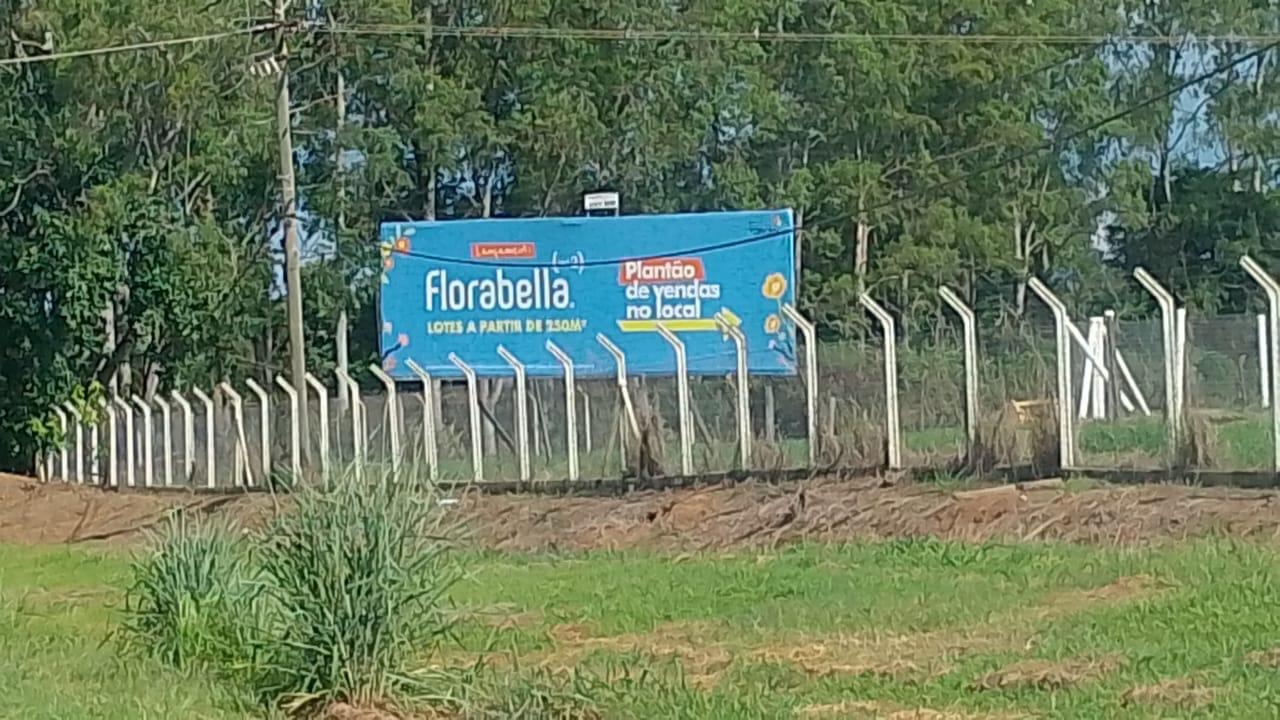 Lançamento
Florabella.
LOTES A PARTIR DE 250M²
Plantão
de vendas
no local